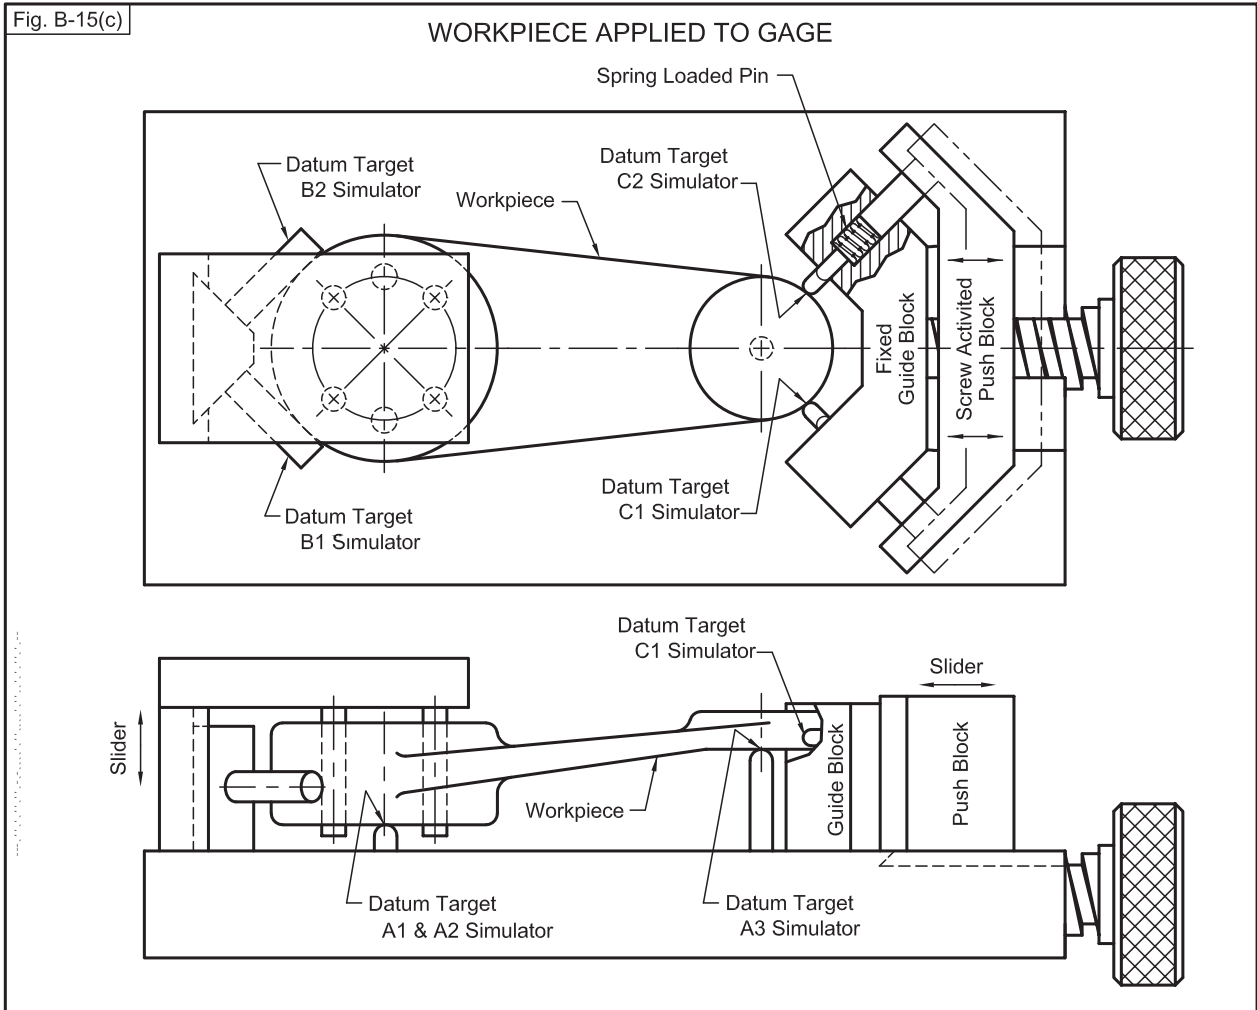 Fig. B-15(c)
WORKPIECE APPLIED TO GAGE
Spring Loaded Pin
Datum Target
B2 Simulator
Workpiece
Datum Target
C2 Simulator
Fixed
Guide Block
Screw Activited
Push Block
Datum Target
B1 Simulator
Datum Target
C1 Simulator
Datum Target
C1 Simulator
Slider
Slider
Guide Block
Push Block
Workpiece
Datum Target
A1 & A2 Simulator
Datum Target
A3 Simulator